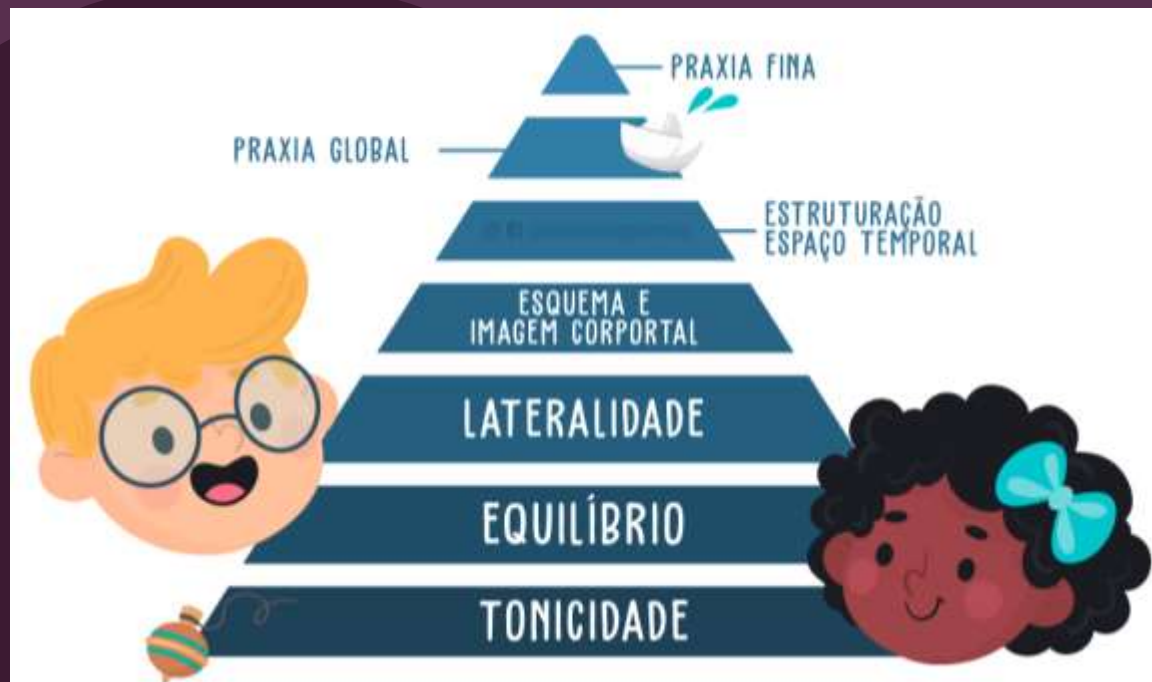 PRAXIA FINA
PRAXIA GLOBAL
ESTRUTURAÇÃO
ESPAÇO TEMPORAL
ESQUEMA E
IMAGEM CORPORTAL
LATERALIDADE
EQUILÍBRIO
TONICIDADE